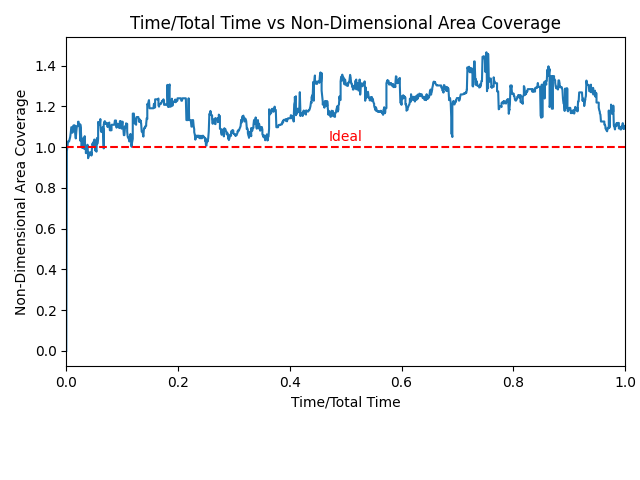 Time/Total Time vs Non-Dimensional Area Coverage
Non-Dimensional Area Coverage
1.4
1.2
1.0
0.8
0.6
0.4
0.2
0.0
Ideal
0.0 0.2 0.4 0.6 0.8 1.0
Time/Total Time